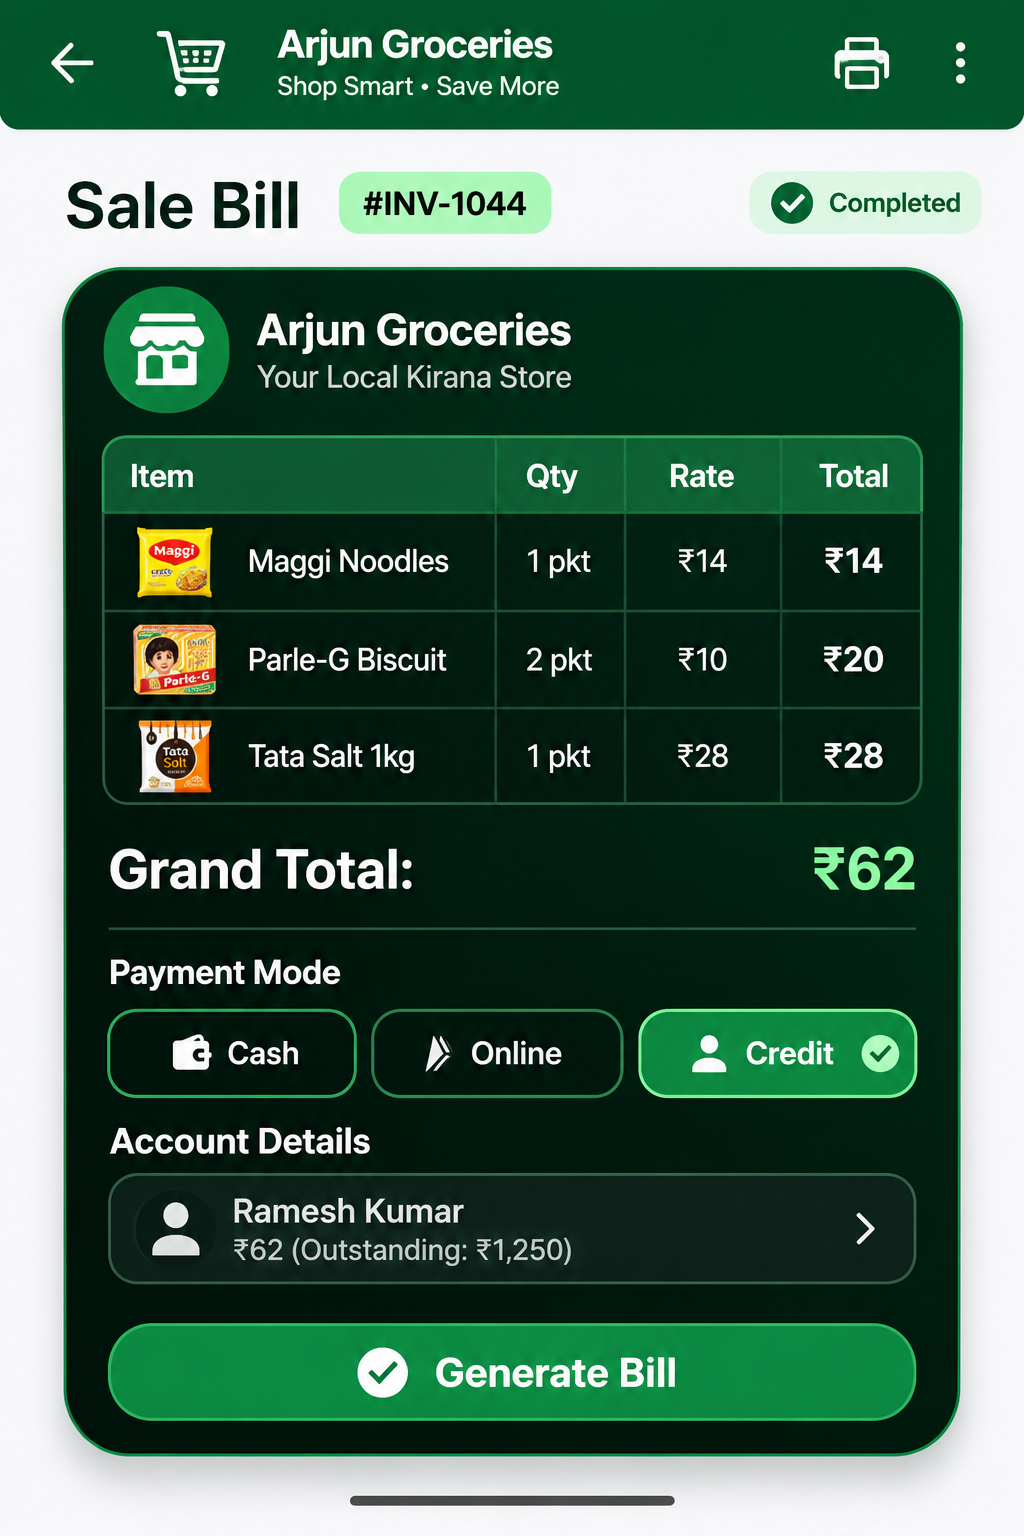 Arjun Groceries
Shop Smart • Save More
Sale Bill #INV-1044 Completed
Arjun Groceries
Your Local Kirana Store
Item Qty Rate Total
Maggi
Maggi Noodles 1 pkt ₹14 ₹14
Parle-G
Parle-G Biscuit 2 pkt ₹10 ₹20
Tata
Solt
Tata Salt 1kg 1 pkt ₹28 ₹28
Grand Total: ₹62
Payment Mode
Cash Online Credit
Account Details
Ramesh Kumar
₹62 (Outstanding: ₹1,250)
Generate Bill